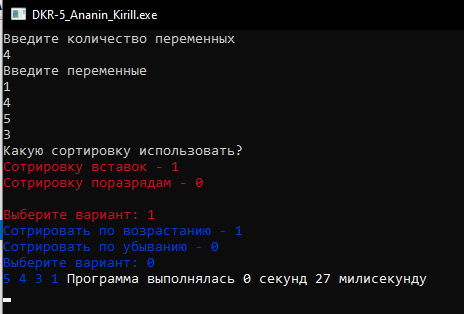 DKR-5_Ananin_Kirill.exe
Введите количество переменных
4
Введите переменные
1
4
5
3
Какую сортировку использовать?
Сотрировку вставок - 1
Сотрировку поразрядам - 0
Выберите вариант: 1
Сотрировать по возрастанию - 1
Сотрировать по убыванию - 0
Выберите вариант: 0
5 4 3 1 Программа выполнялась 0 секунд 27 милисекунду